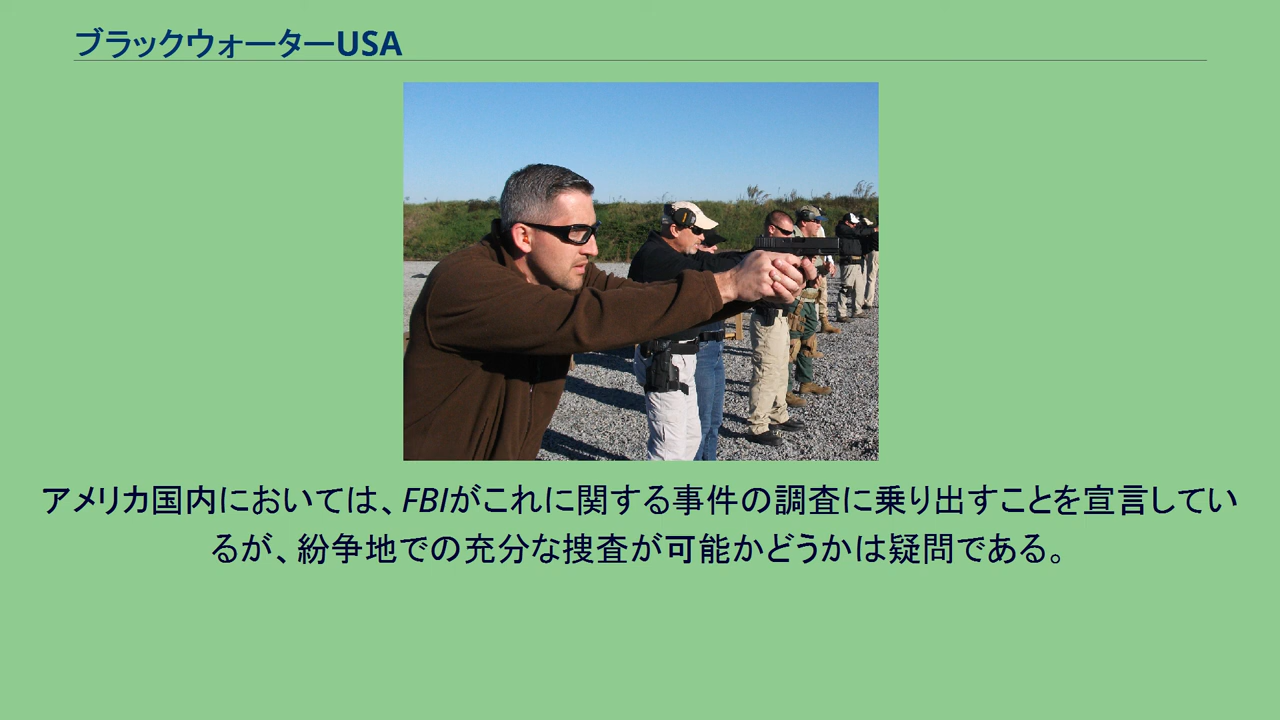 ブラックウォーターUSA
アメリカ国内においては、FBIがこれに関する事件の調査に乗り出すことを宣言してい
るが、紛争地での充分な捜査が可能かどうかは疑問である。